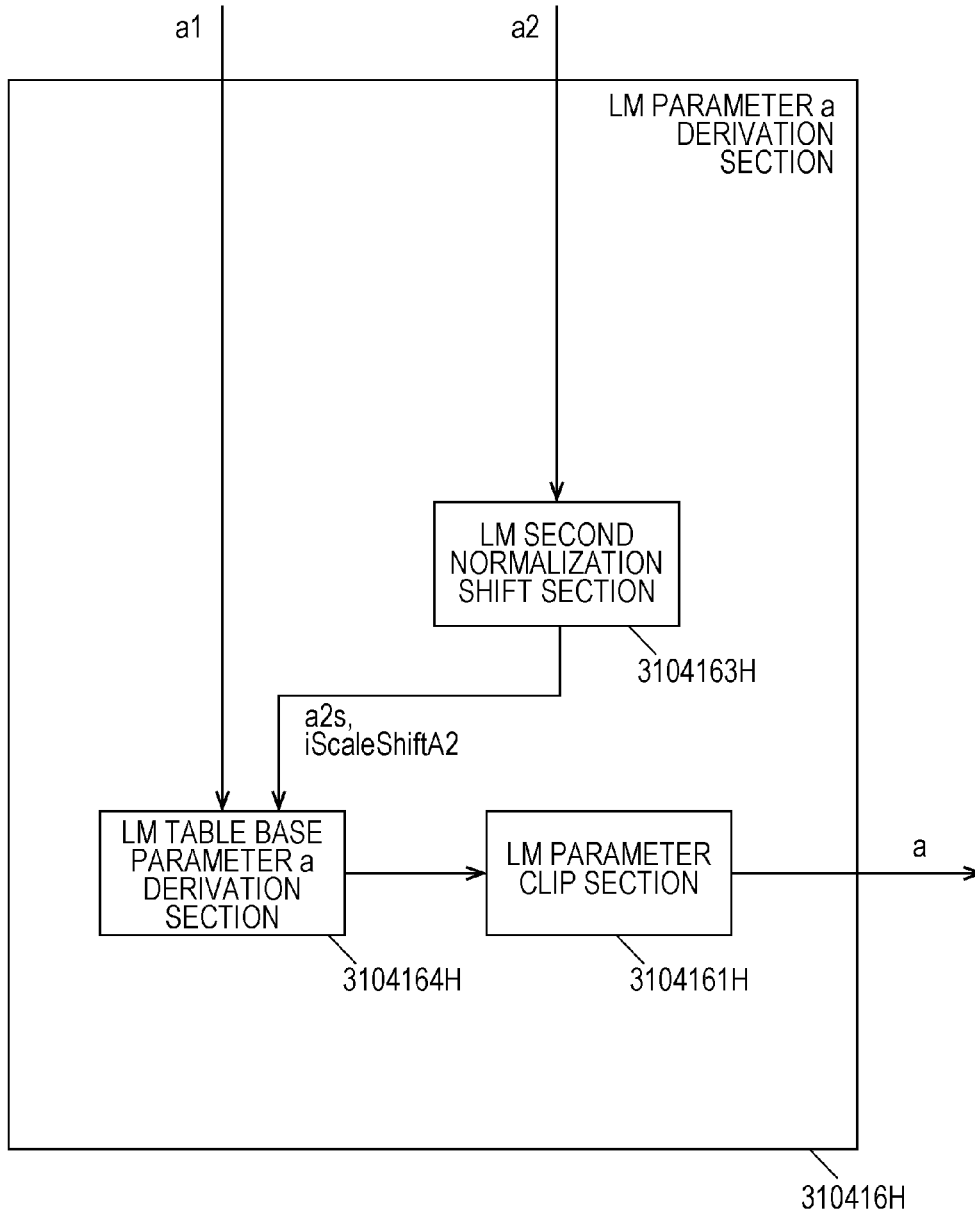 a1
a2
LM PARAMETER a
DERIVATION
SECTION
LM SECOND
NORMALIZATION
SHIFT SECTION
3104163H
a2s,
iScaleShiftA2
LM TABLE BASE
PARAMETER a
DERIVATION
SECTION
3104164H
LM PARAMETER
CLIP SECTION
3104161H
a
310416H